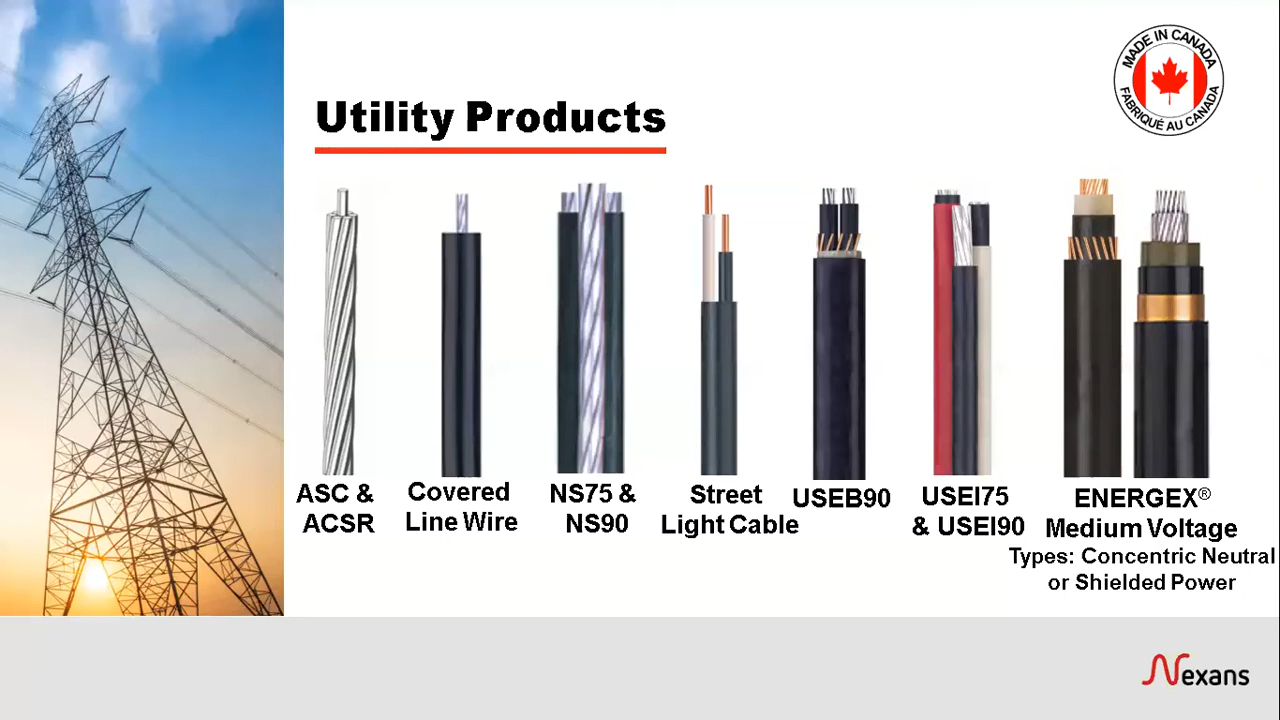 MADE IN CANADA
FABRIQUÉ AU CANADA
Utility Products
ASC &
ACSR
Covered
Line Wire
NS75 &
NS90
Street
Light Cable
USEB90
USEI75
& USEI90
ENERGEX®
Medium Voltage
Types: Concentric Neutral
or Shielded Power
Nexans